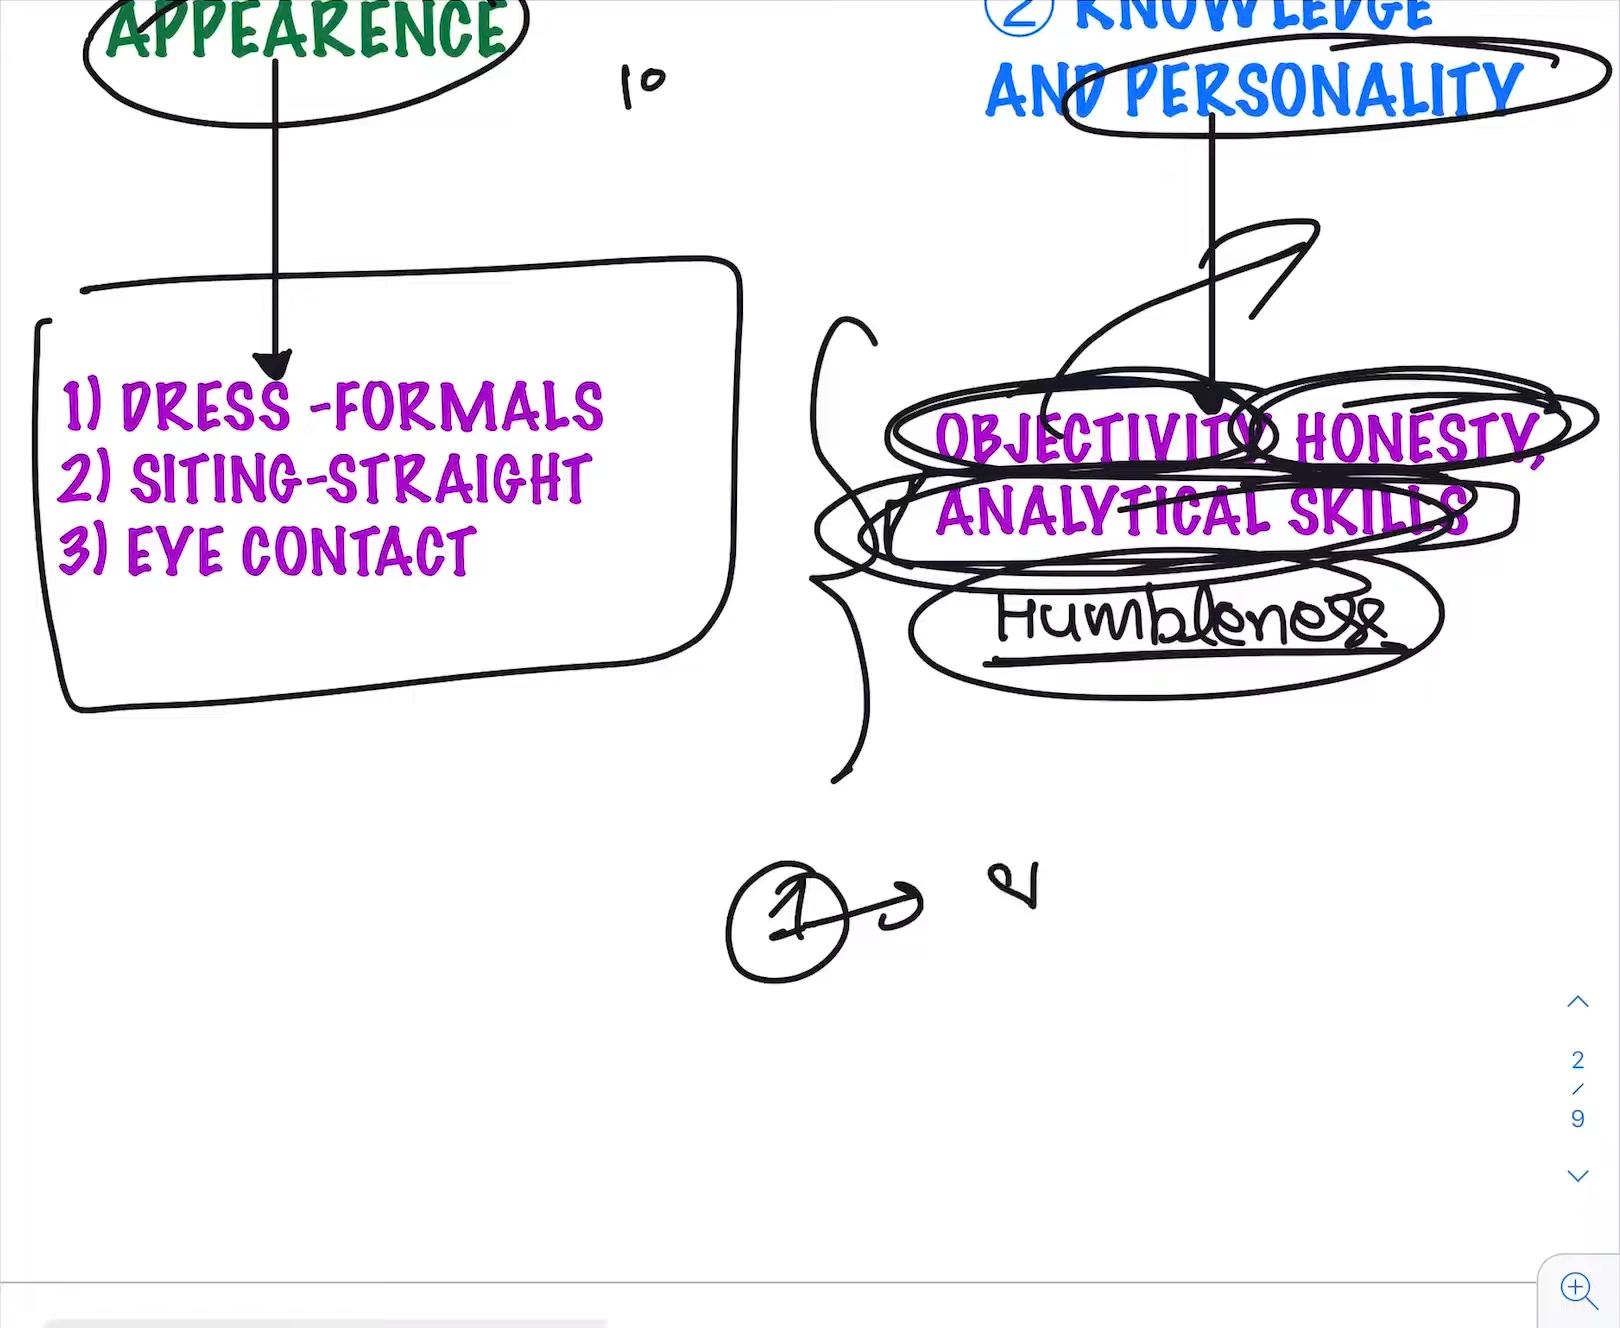 APPEARENCE
10
② KNOWLEDGE
AND PERSONALITY
1) DRESS -FORMALS
2) SITING-STRAIGHT
3) EYE CONTACT
OBJECTIVITY, HONESTY,
ANALYTICAL SKILLS
Humbleness
1
2
/
9